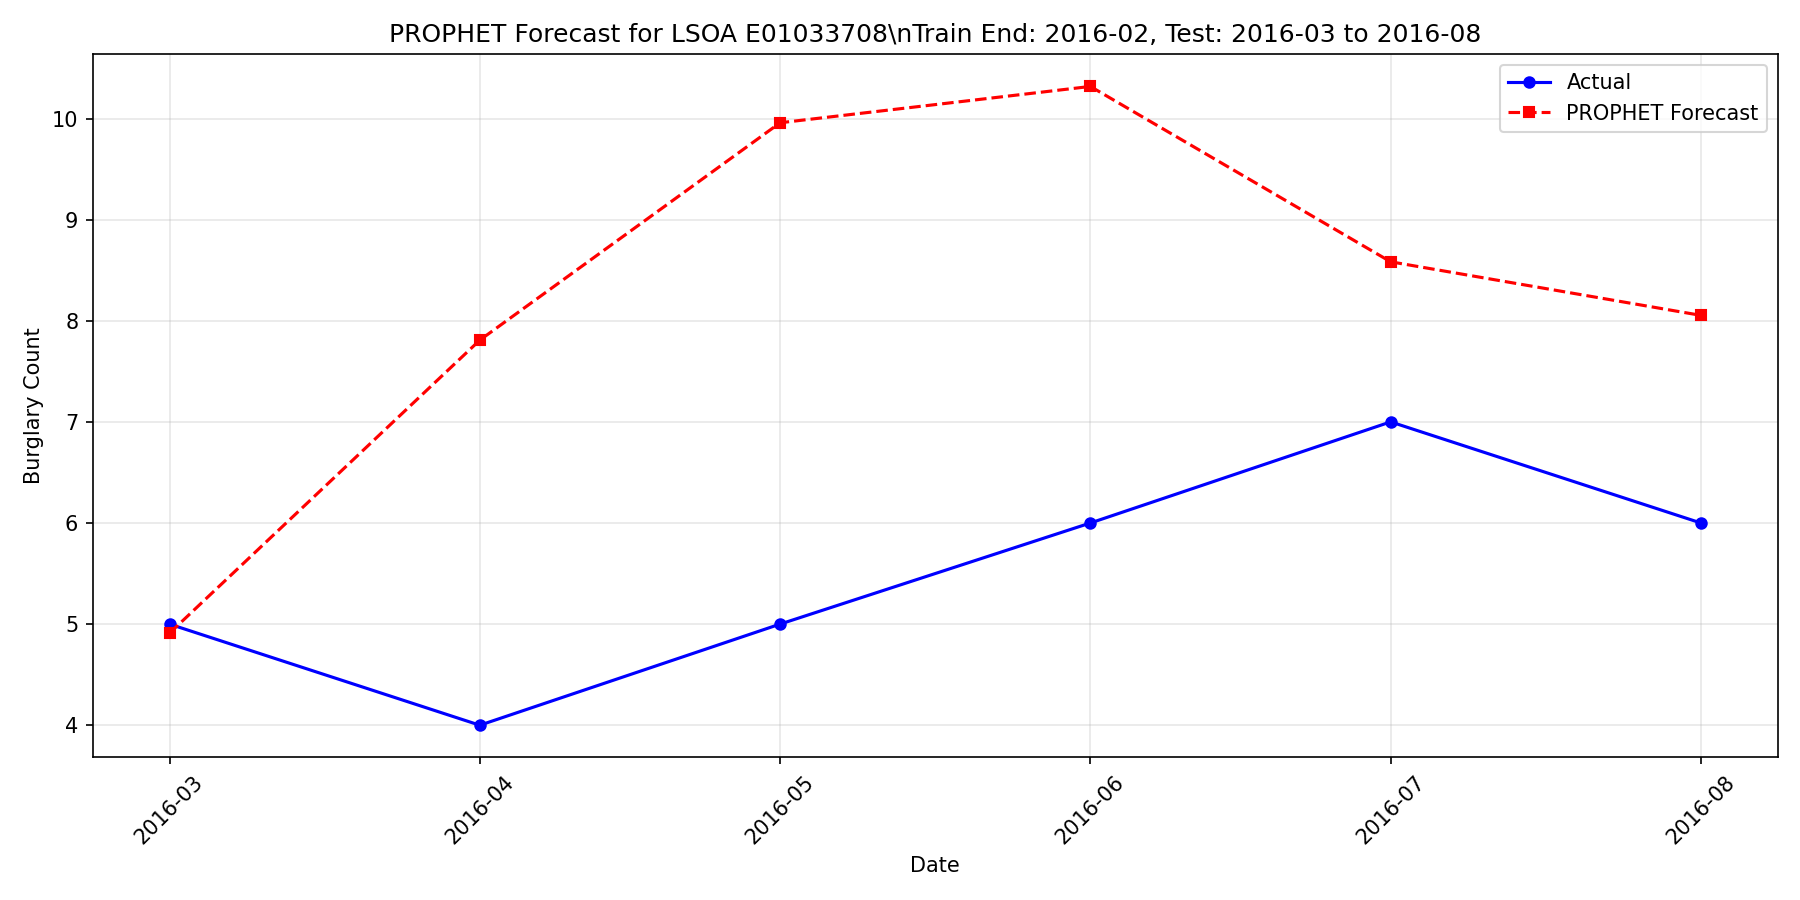 PROPHET Forecast for LSOA E01033708\nTrain End: 2016-02, Test: 2016-03 to 2016-08
Actual
PROPHET Forecast
Burglary Count
10
9
8
7
6
5
4
2016-03
2016-04
2016-05
2016-06
2016-07
2016-08
Date